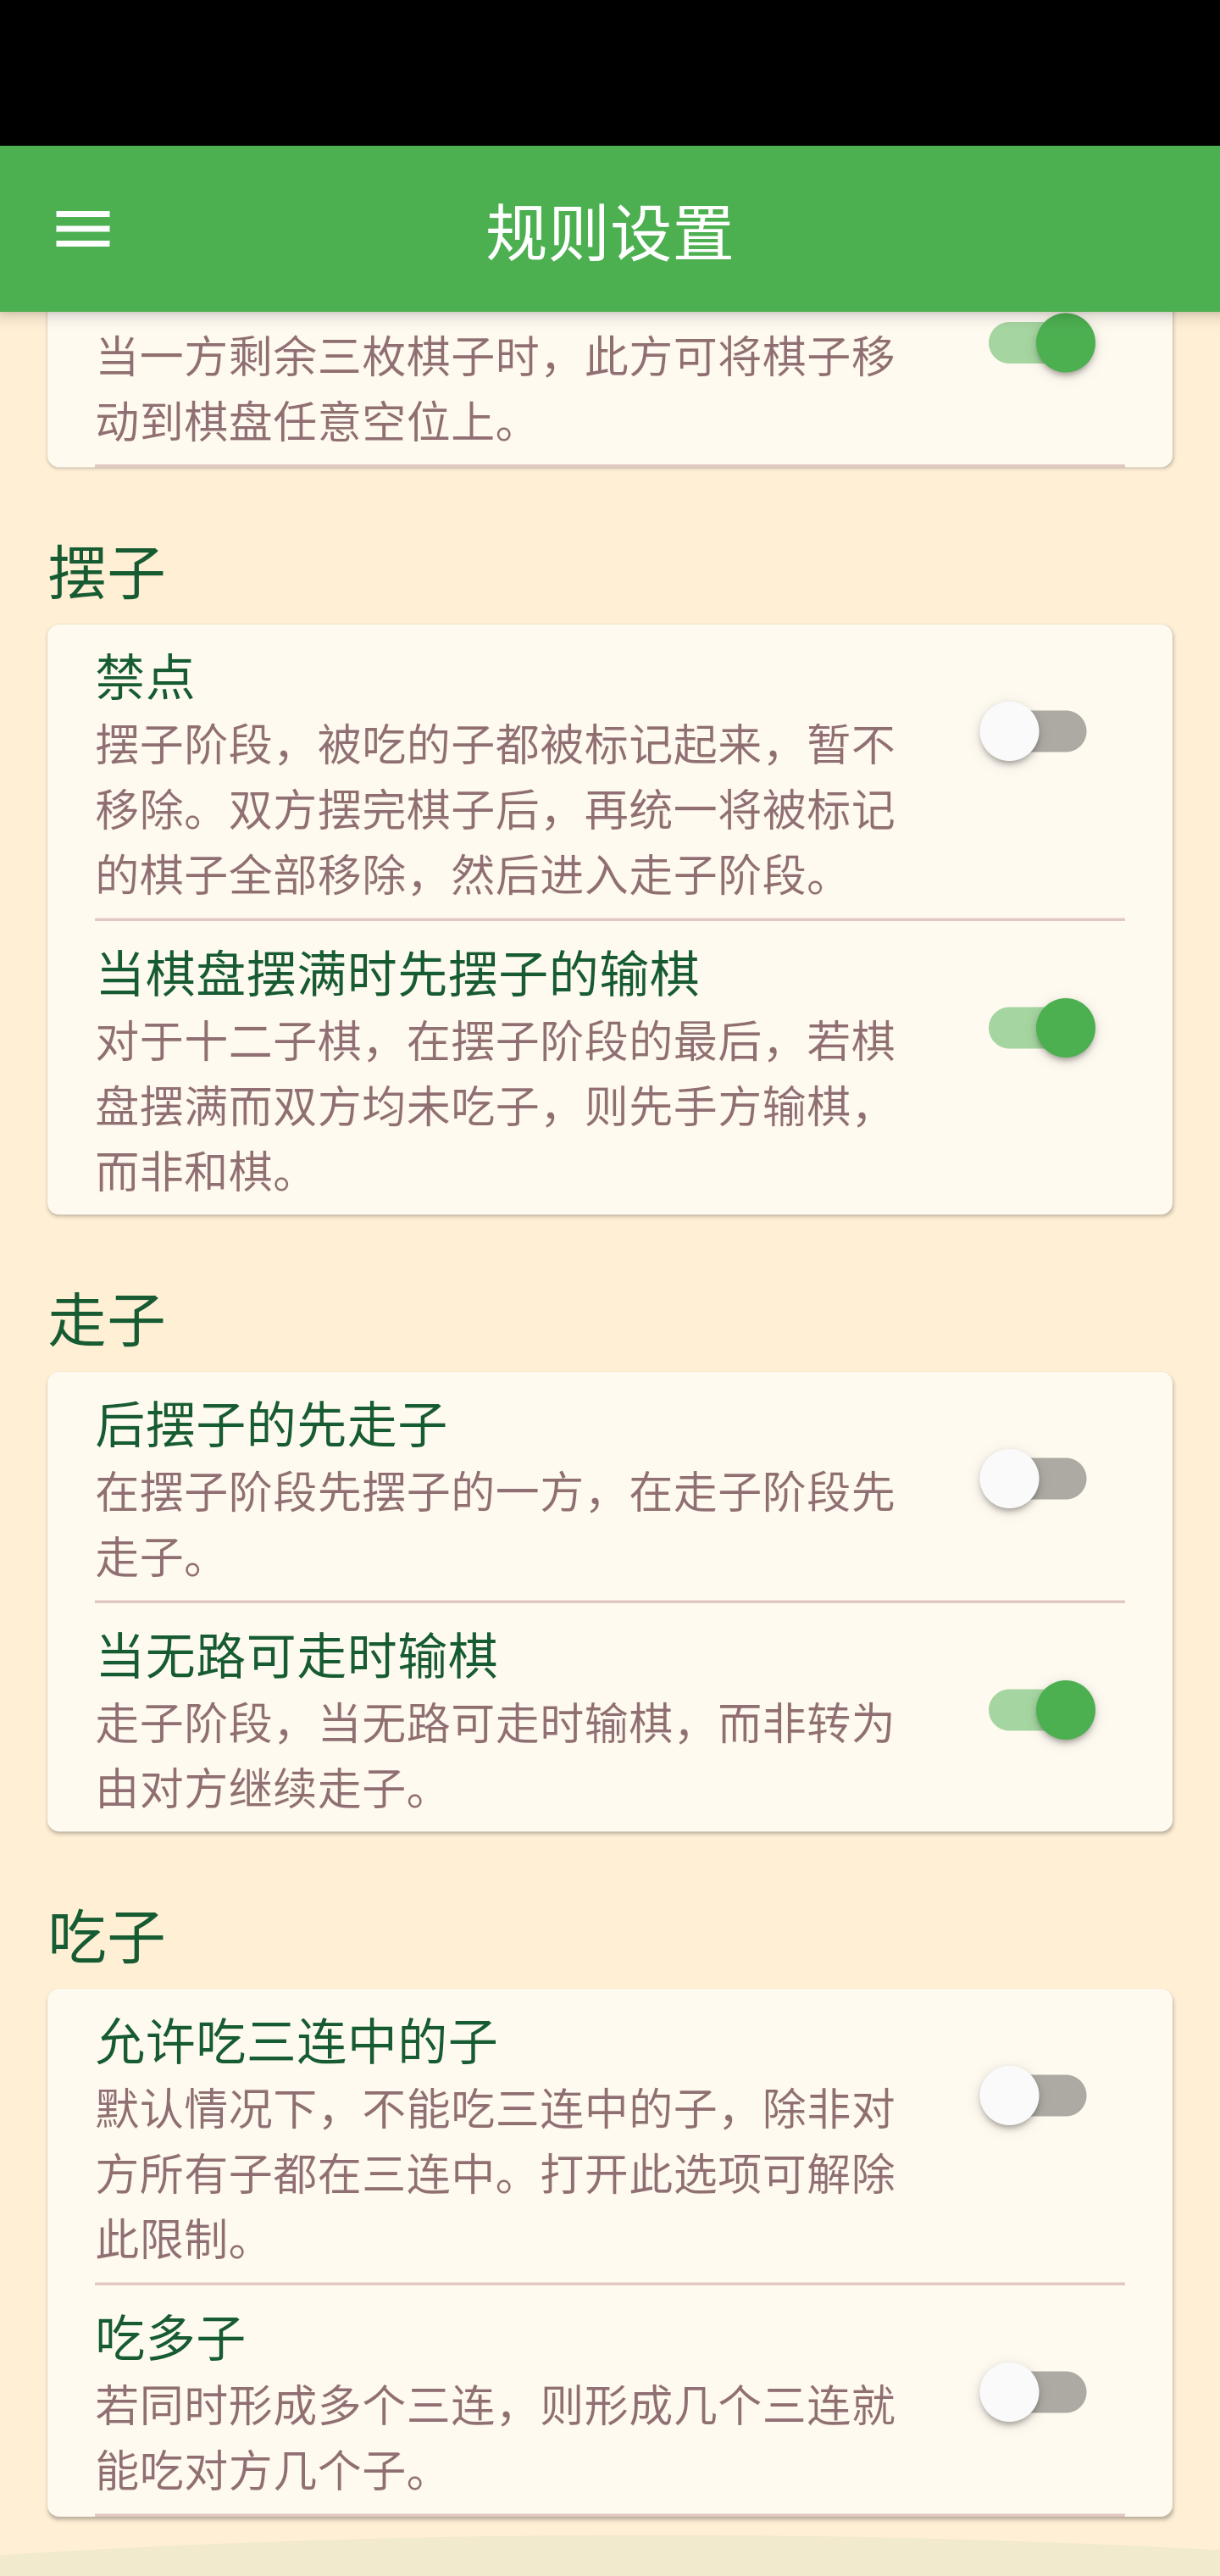 规则设置
当一方剩余三枚棋子时，此方可将棋子移
动到棋盘任意空位上。
摆子
禁点
摆子阶段，被吃的子都被标记起来，暂不
移除。双方摆完棋子后，再统一将被标记
的棋子全部移除，然后进入走子阶段。
当棋盘摆满时先摆子的输棋
对于十二子棋，在摆子阶段的最后，若棋
盘摆满而双方均未吃子，则先手方输棋，
而非和棋。
走子
后摆子的先走子
在摆子阶段先摆子的一方，在走子阶段先
走子。
当无路可走时输棋
走子阶段，当无路可走时输棋，而非转为
由对方继续走子。
吃子
允许吃三连中的子
默认情况下，不能吃三连中的子，除非对
方所有子都在三连中。打开此选项可解除
此限制。
吃多子
若同时形成多个三连，则形成几个三连就
能吃对方几个子。